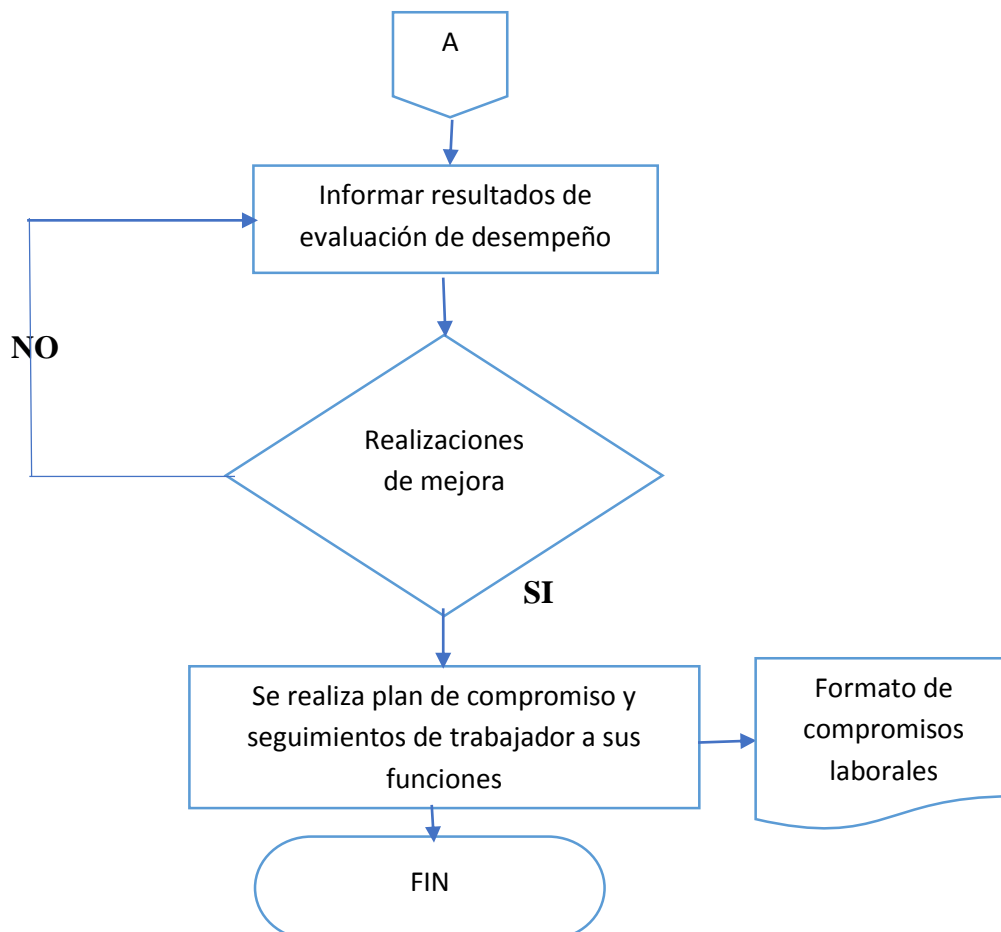 A
Informar resultados de
evaluación de desempeño
NO
Realizaciones
de mejora
SI
Se realiza plan de compromiso y
seguimientos de trabajador a sus
funciones
Formato de
compromisos
laborales
FIN